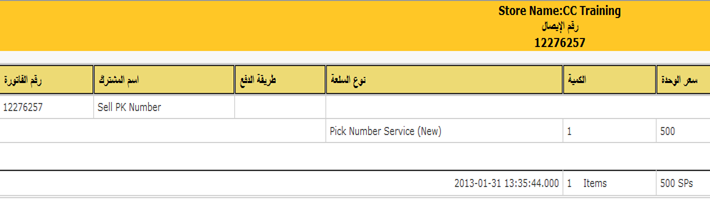 Store Name:CC Training
رقم الإيصال
12276257
رقم الفاتورة اسم المشترك طريقة الدفع نوع السلعة الكمية سعر الوحدة
12276257 Sell PK Number
Pick Number Service (New) 1 500
2013-01-31 13:35:44.000 1 Items 500 SPs